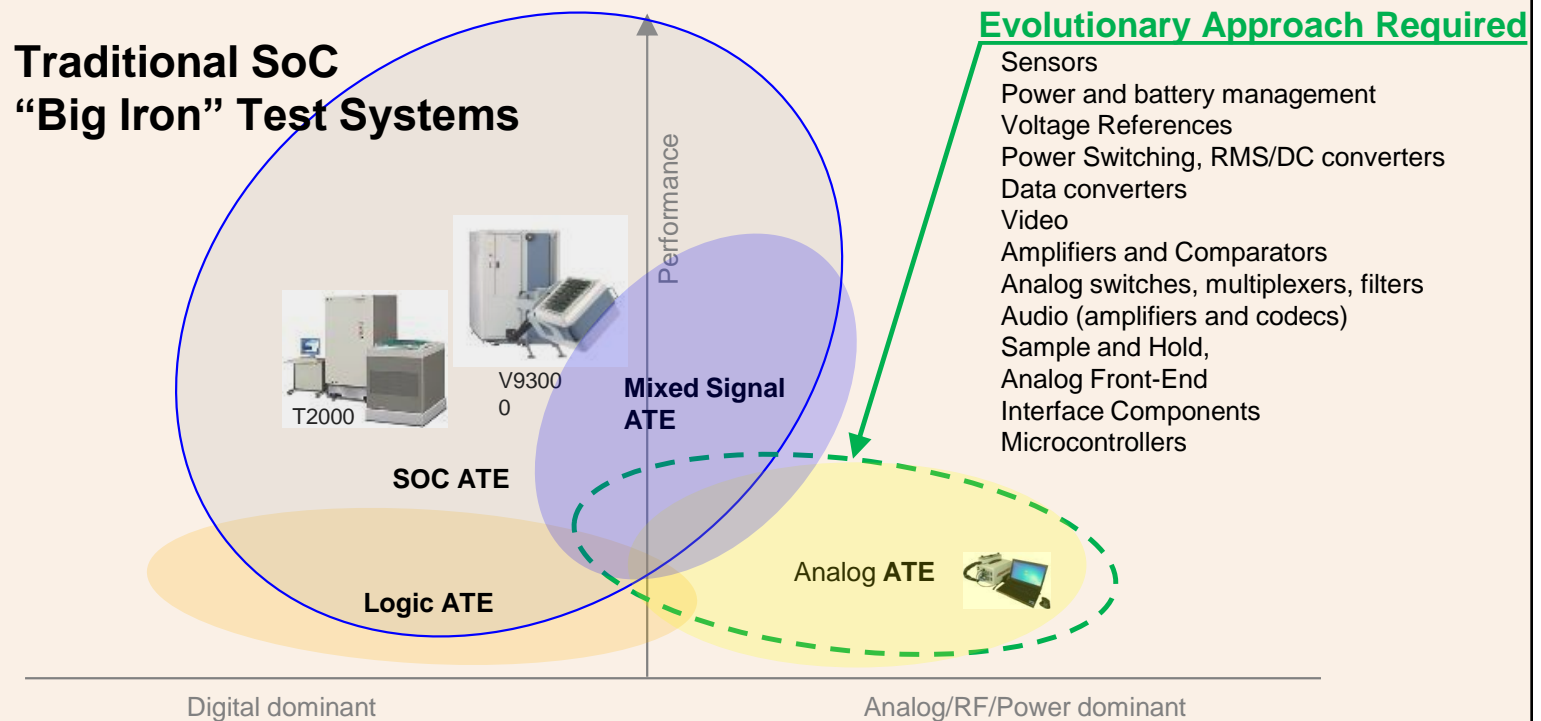 Traditional SoC
“Big Iron” Test Systems
Evolutionary Approach Required
Sensors
Power and battery management
Voltage References
Power Switching, RMS/DC converters
Data converters
Video
Amplifiers and Comparators
Analog switches, multiplexers, filters
Audio (amplifiers and codecs)
Sample and Hold,
Analog Front-End
Interface Components
Microcontrollers
Performance
T2000
V9300
0
Mixed Signal
ATE
SOC ATE
Analog ATE
Logic ATE
Digital dominant
Analog/RF/Power dominant